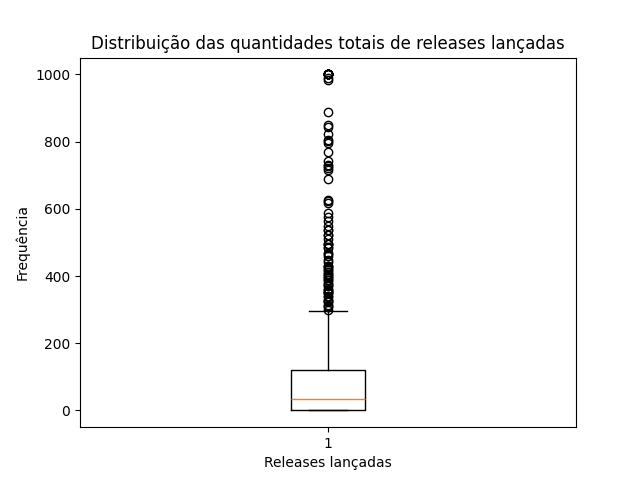 Distribuição das quantidades totais de releases lançadas
1000
800
600
400
200
0
Frequência
1
Releases lançadas